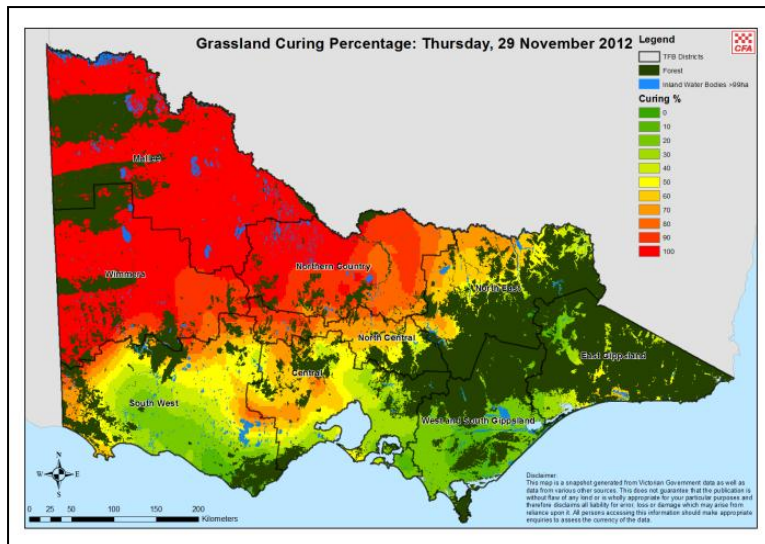 Grassland Curing Percentage: Thursday, 29 November 2012
Legend
CFA
TFB Districts
Forest
Inland Water Bodies >99ha
Curing %
0
10
20
30
40
50
60
70
80
90
100
Mallee
Wimmera
Northern Country
North East
North Central
East Gippsland
Central
South West
West and South Gippsland
N
W E
S
0 25 50 100 150 200
Kilometers
Disclaimer:
This map is a snapshot generated from Victorian Government data as well as
data from various other sources. This does not guarantee that the publication is
without flaw of any kind or is wholly appropriate for your particular purposes and
therefore disclaims all liability for error, loss or damage which may arise from
reliance upon it. All persons accessing this information should make appropriate
enquiries to assess the currency of the data.